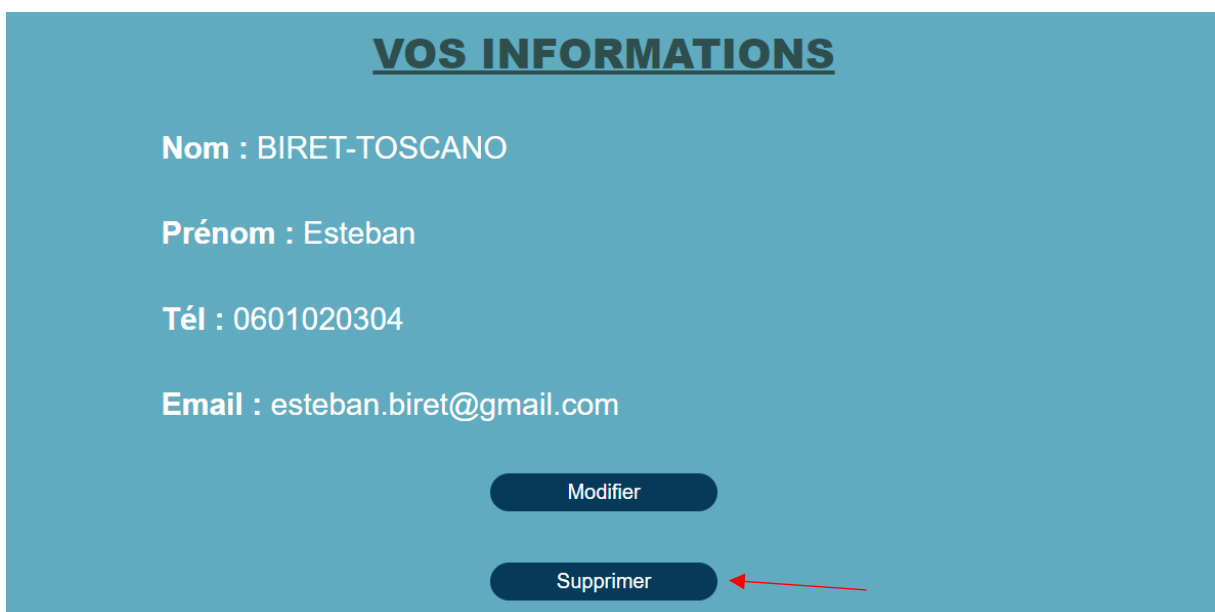 VOS INFORMATIONS
Nom : BIRET-TOSCANO
Prénom : Esteban
Tél : 0601020304
Email : esteban.biret@gmail.com
Modifier
Supprimer